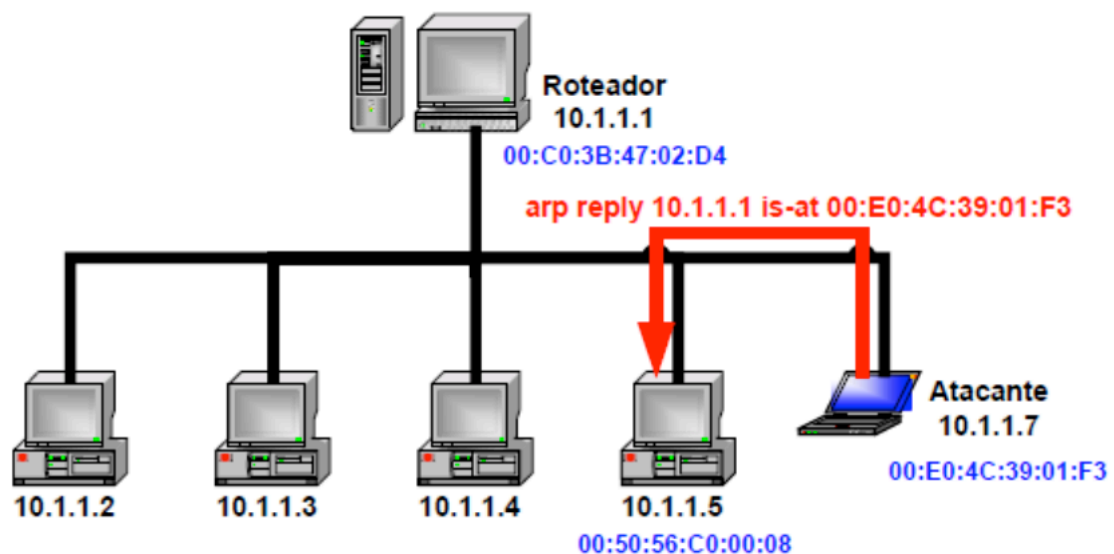 Roteador
10.1.1.1
00:C0:3B:47:02:D4
arp reply 10.1.1.1 is-at 00:E0:4C:39:01:F3
Atacante
10.1.1.7
00:E0:4C:39:01:F3
10.1.1.2
10.1.1.3
10.1.1.4
10.1.1.5
00:50:56:C0:00:08